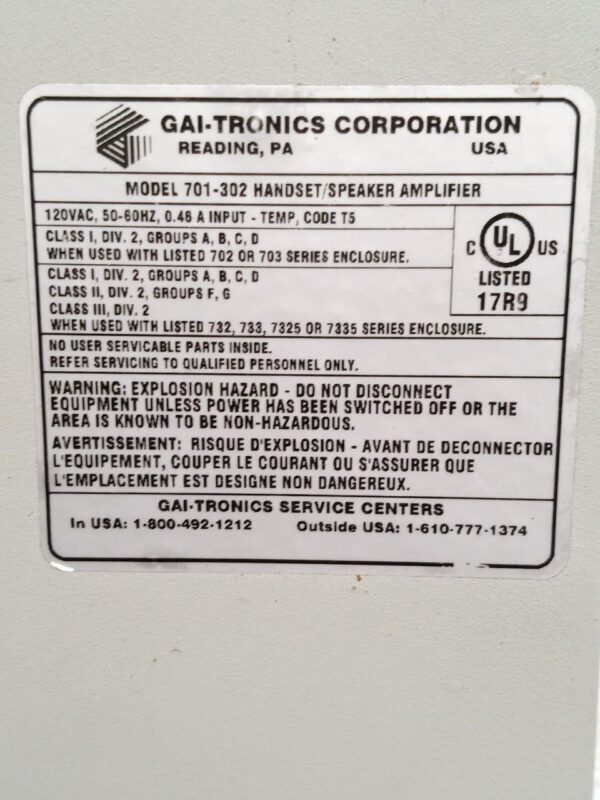 GAI-TRONICS CORPORATION
READING, PA USA
MODEL 701-302 HANDSET/SPEAKER AMPLIFIER
120VAC, 50-60HZ, 0.46 A INPUT - TEMP, CODE T5
CLASS I, DIV. 2, GROUPS A, B, C, D
WHEN USED WITH LISTED 702 OR 703 SERIES ENCLOSURE.
C UL US
LISTED
17R9
CLASS I, DIV. 2, GROUPS A, B, C, D
CLASS II, DIV. 2, GROUPS F, G
CLASS III, DIV. 2
WHEN USED WITH LISTED 732, 733, 7325 OR 7335 SERIES ENCLOSURE.
NO USER SERVICABLE PARTS INSIDE.
REFER SERVICING TO QUALIFIED PERSONNEL ONLY.
WARNING: EXPLOSION HAZARD - DO NOT DISCONNECT
EQUIPMENT UNLESS POWER HAS BEEN SWITCHED OFF OR THE
AREA IS KNOWN TO BE NON-HAZARDOUS.
AVERTISSEMENT: RISQUE D'EXPLOSION - AVANT DE DECONNECTOR
L'EQUIPEMENT, COUPER LE COURANT OU S'ASSURER QUE
L'EMPLACEMENT EST DESIGNE NON DANGEREUX.
GAI-TRONICS SERVICE CENTERS
In USA: 1-800-492-1212 Outside USA: 1-610-777-1374